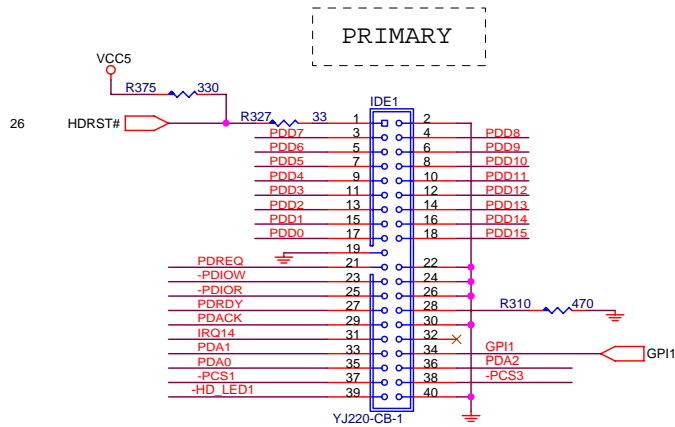 PRIMARY
VCC5
R375 330
IDE1
26 HDRST# R327 33 1 2
PDD7 3 4 PDD8
PDD6 5 6 PDD9
PDD5 7 8 PDD10
PDD4 9 10 PDD11
PDD3 11 12 PDD12
PDD2 13 14 PDD13
PDD1 15 16 PDD14
PDD0 17 18 PDD15
19
PDREQ 21 22
-PDIOW 23 24
-PDIOR 25 26
PDRDY 27 28 R310 470
PDACK 29 30
IRQ14 31 32
PDA1 33 34 GPI1 GPI1
PDA0 35 36 PDA2
-PCS1 37 38 -PCS3
-HD_LED1 39 40
YJ220-CB-1